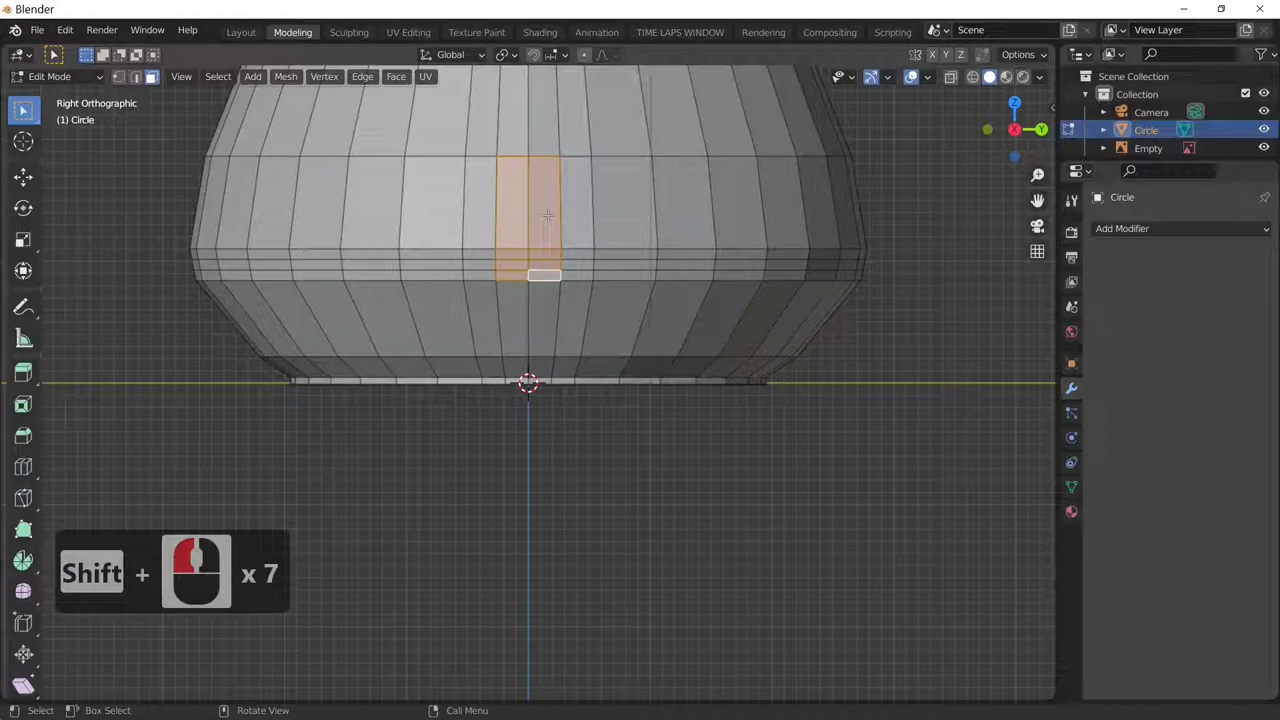 Blender
File Edit Render Window Help Layout Modeling Sculpting UV Editing Texture Paint Shading Animation TIME LAPS WINDOW Rendering Compositing Scripting Scene View Layer
Global X Y Z Options
Edit Mode View Select Add Mesh Vertex Edge Face UV
Scene Collection
Collection
Camera
Circle
Empty
Right Orthographic
(1) Circle
Z
X
Y
Circle
Add Modifier
Shift + x 7
Select Box Select Rotate View Call Menu